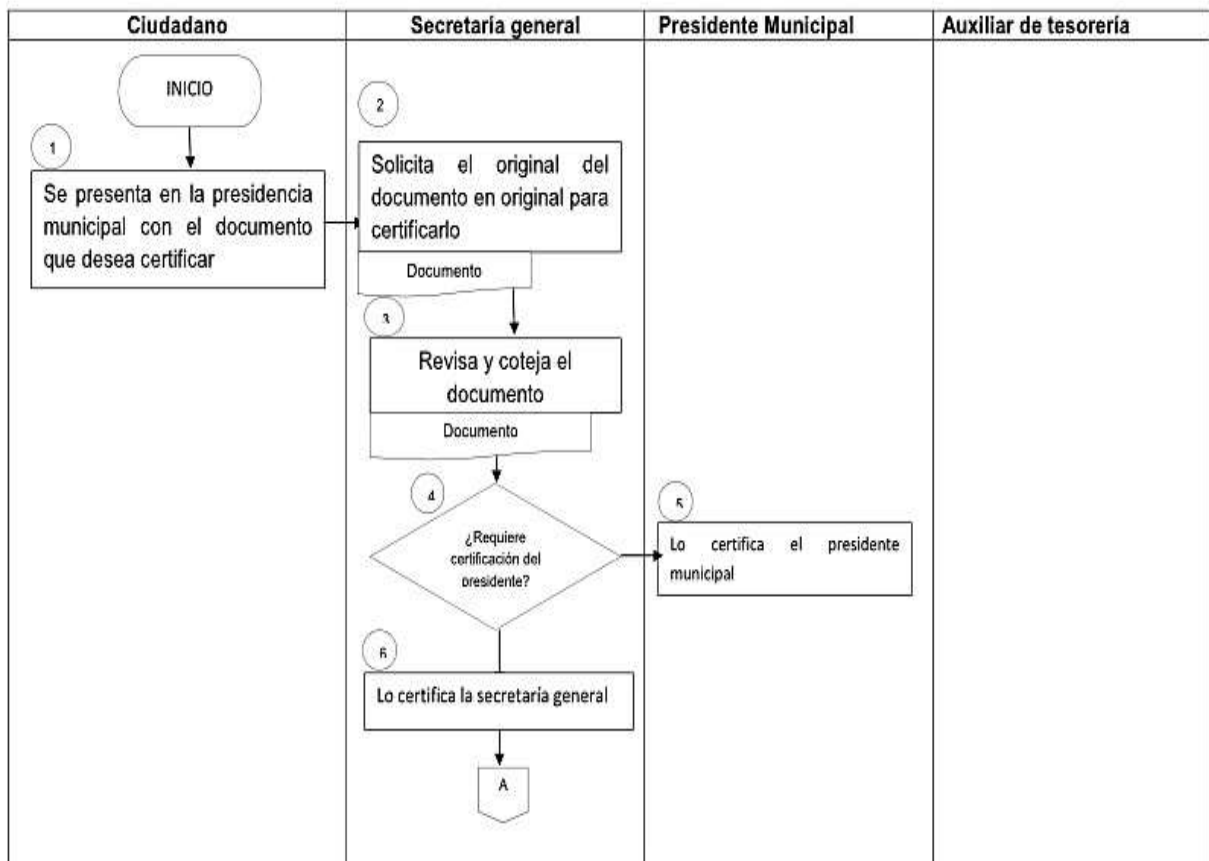 Ciudadano
Secretaría general
Presidente Municipal
Auxiliar de tesorería
INICIO
1
Se presenta en la presidencia
municipal con el documento
que desea certificar
2
Solicita el original del
documento en original para
certificarlo
Documento
3
Revisa y coteja el
documento
Documento
4
¿Requiere
certificación del
presidente?
5
Lo certifica el presidente
municipal
6
Lo certifica la secretaría general
A